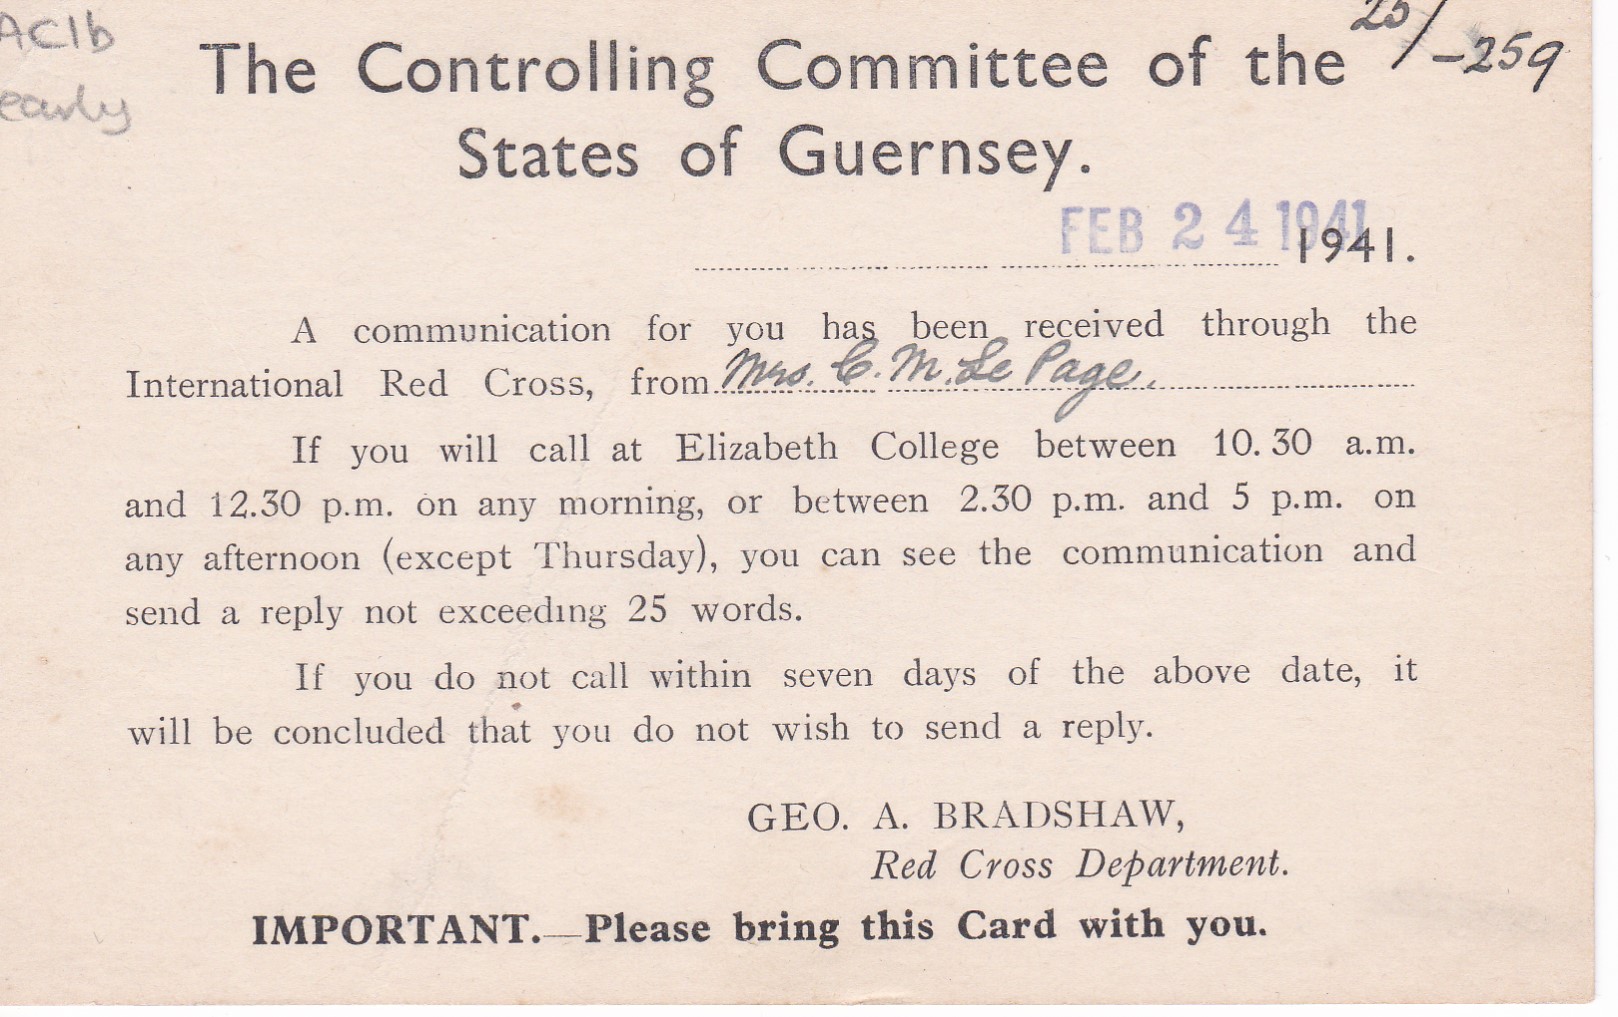 AC1b
early
25/-259
The Controlling Committee of the
States of Guernsey.
FEB 24 1941
1941.
A communication for you has been received through the
International Red Cross, from Mrs. C. M. Le Page.
If you will call at Elizabeth College between 10.30 a.m.
and 12.30 p.m. on any morning, or between 2.30 p.m. and 5 p.m. on
any afternoon (except Thursday), you can see the communication and
send a reply not exceeding 25 words.
If you do not call within seven days of the above date, it
will be concluded that you do not wish to send a reply.
GEO. A. BRADSHAW,
Red Cross Department.
IMPORTANT.—Please bring this Card with you.